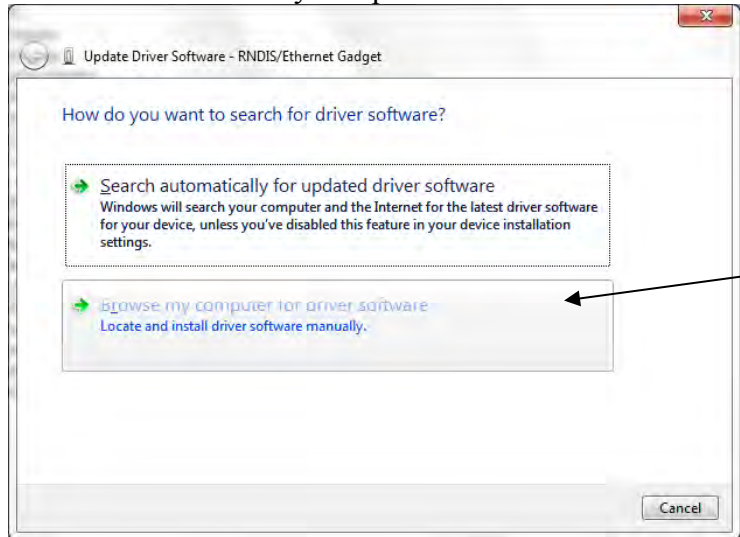 Update Driver Software - RNDIS/Ethernet Gadget
How do you want to search for driver software?
Search automatically for updated driver software
Windows will search your computer and the Internet for the latest driver software
for your device, unless you've disabled this feature in your device installation
settings.
Browse my computer for driver software
Locate and install driver software manually.
Cancel